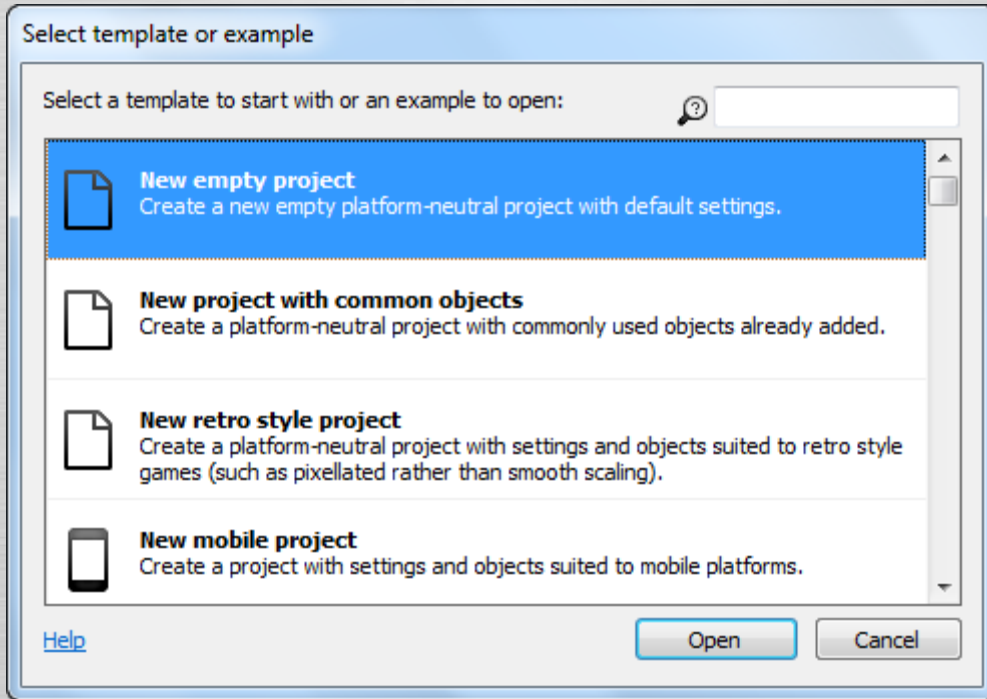 Select template or example
Select a template to start with or an example to open:
New empty project
Create a new empty platform-neutral project with default settings.
New project with common objects
Create a platform-neutral project with commonly used objects already added.
New retro style project
Create a platform-neutral project with settings and objects suited to retro style
games (such as pixellated rather than smooth scaling).
New mobile project
Create a project with settings and objects suited to mobile platforms.
Help
Open
Cancel